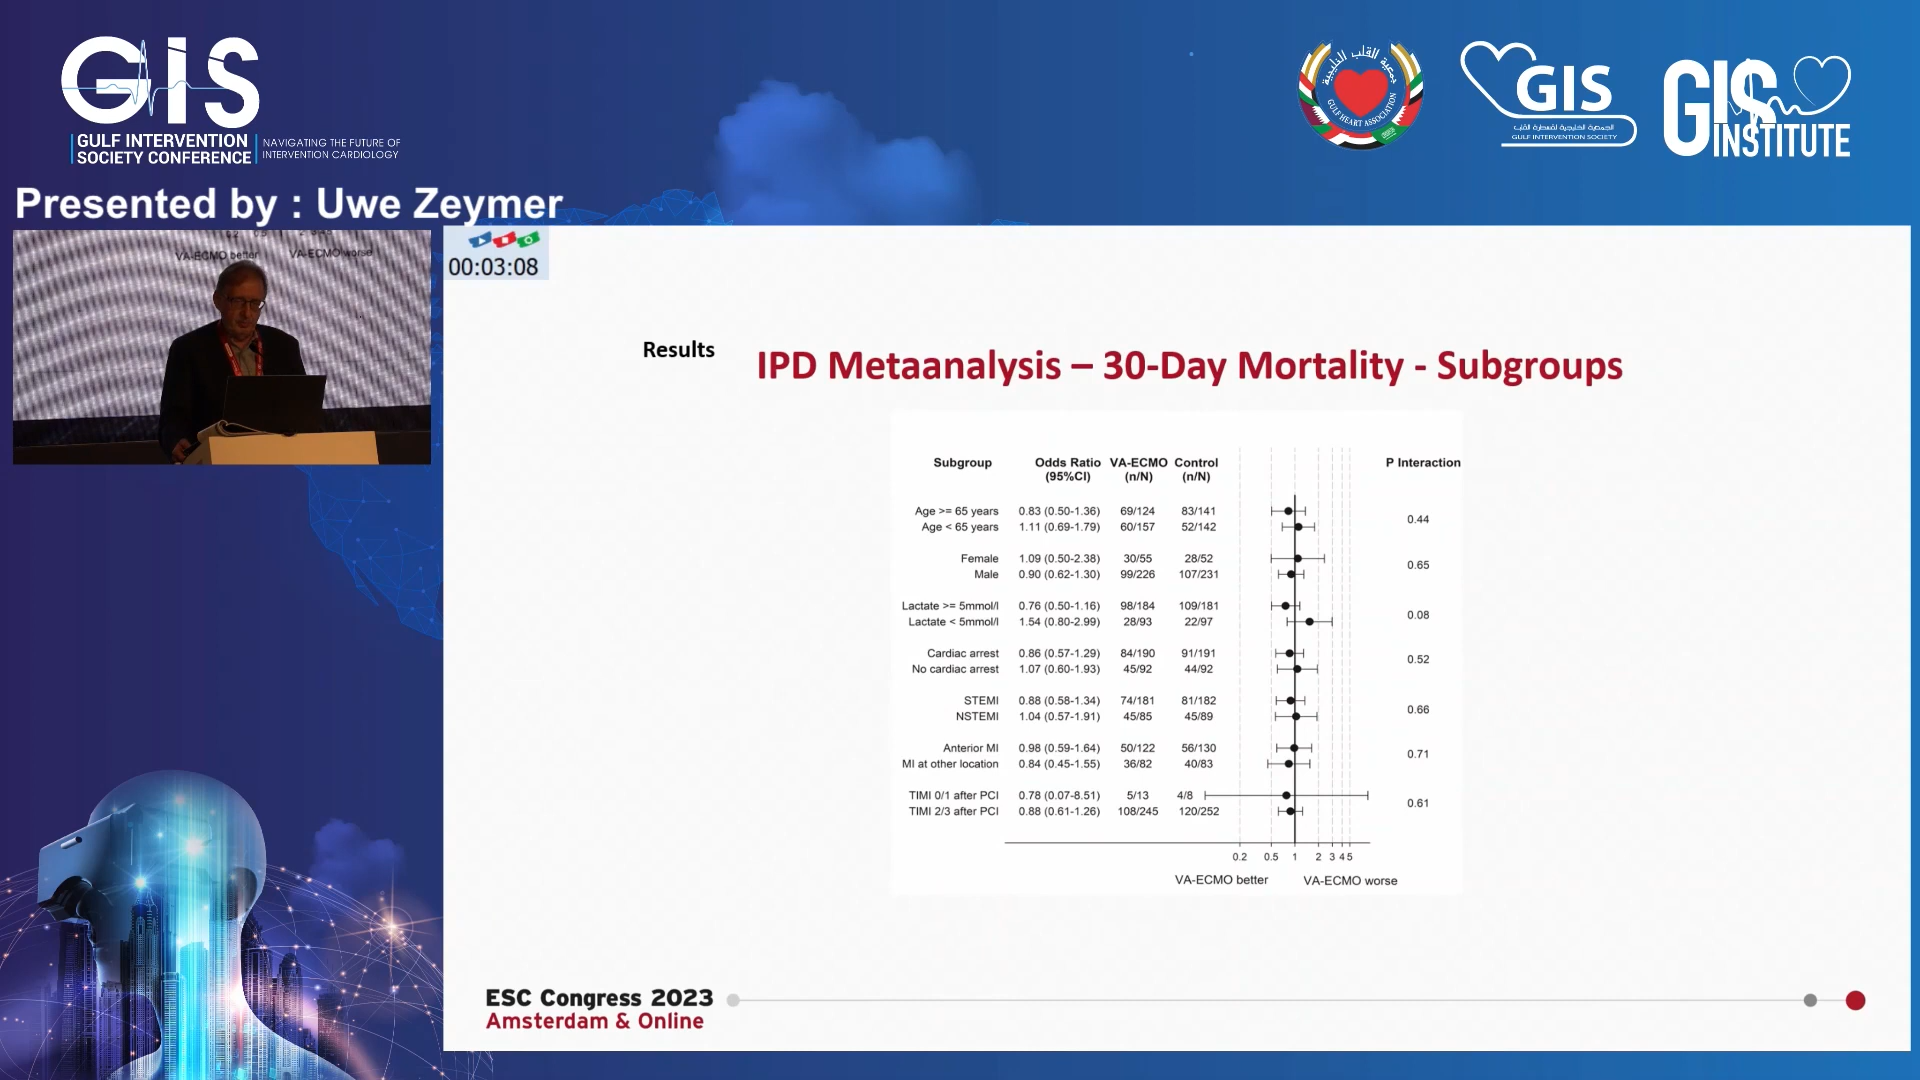 GIS
GULF INTERVENTION
SOCIETY CONFERENCE
NAVIGATING THE FUTURE OF
INTERVENTION CARDIOLOGY
جمعية القلب الخليجية
GULF HEART ASSOCIATION
GIS
الجمعية الخليجية لقسطرة القلب
GULF INTERVENTION SOCIETY
GIS
INSTITUTE
Presented by : Uwe Zeymer
VA-ECMO better VA-ECMO worse
00:03:08
Results
IPD Metaanalysis – 30-Day Mortality - Subgroups
Subgroup Odds Ratio (95%CI) VA-ECMO (n/N) Control (n/N) P Interaction
Age >= 65 years 0.83 (0.50-1.36) 69/124 83/141
0.44
Age < 65 years 1.11 (0.69-1.79) 60/157 52/142
Female 1.09 (0.50-2.38) 30/55 28/52
0.65
Male 0.90 (0.62-1.30) 99/226 107/231
Lactate >= 5mmol/l 0.76 (0.50-1.16) 98/184 109/181
0.08
Lactate < 5mmol/l 1.54 (0.80-2.99) 28/93 22/97
Cardiac arrest 0.86 (0.57-1.29) 84/190 91/191
0.52
No cardiac arrest 1.07 (0.60-1.93) 45/92 44/92
STEMI 0.88 (0.58-1.34) 74/181 81/182
0.66
NSTEMI 1.04 (0.57-1.91) 45/85 45/89
Anterior MI 0.98 (0.59-1.64) 50/122 56/130
0.71
MI at other location 0.84 (0.45-1.55) 36/82 40/83
TIMI 0/1 after PCI 0.78 (0.07-8.51) 5/13 4/8
0.61
TIMI 2/3 after PCI 0.88 (0.61-1.26) 108/245 120/252
0.2 0.5 1 2 3 4 5
VA-ECMO better VA-ECMO worse
ESC Congress 2023
Amsterdam & Online